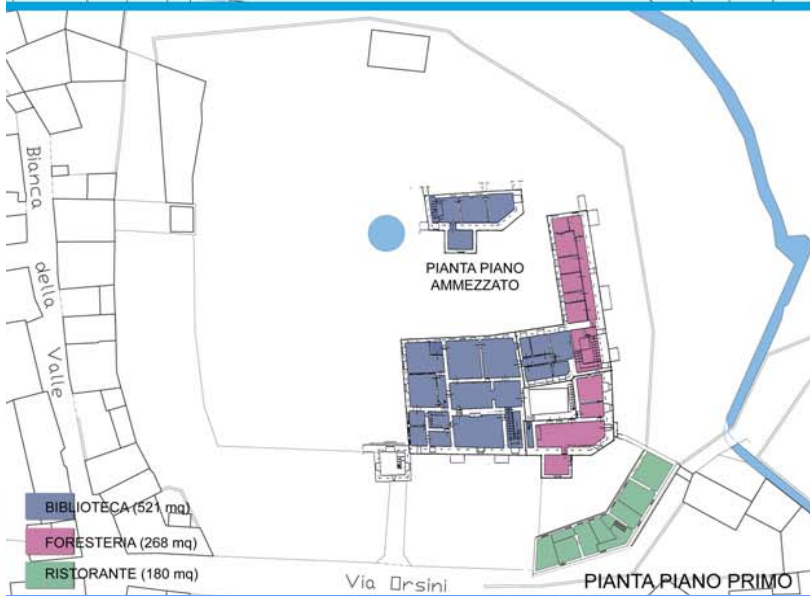 Bianca della Valle
PIANTA PIANO
AMMEZZATO
BIBLIOTECA (521 mq)
FORESTERIA (268 mq)
RISTORANTE (180 mq)
Via Orsini
PIANTA PIANO PRIMO